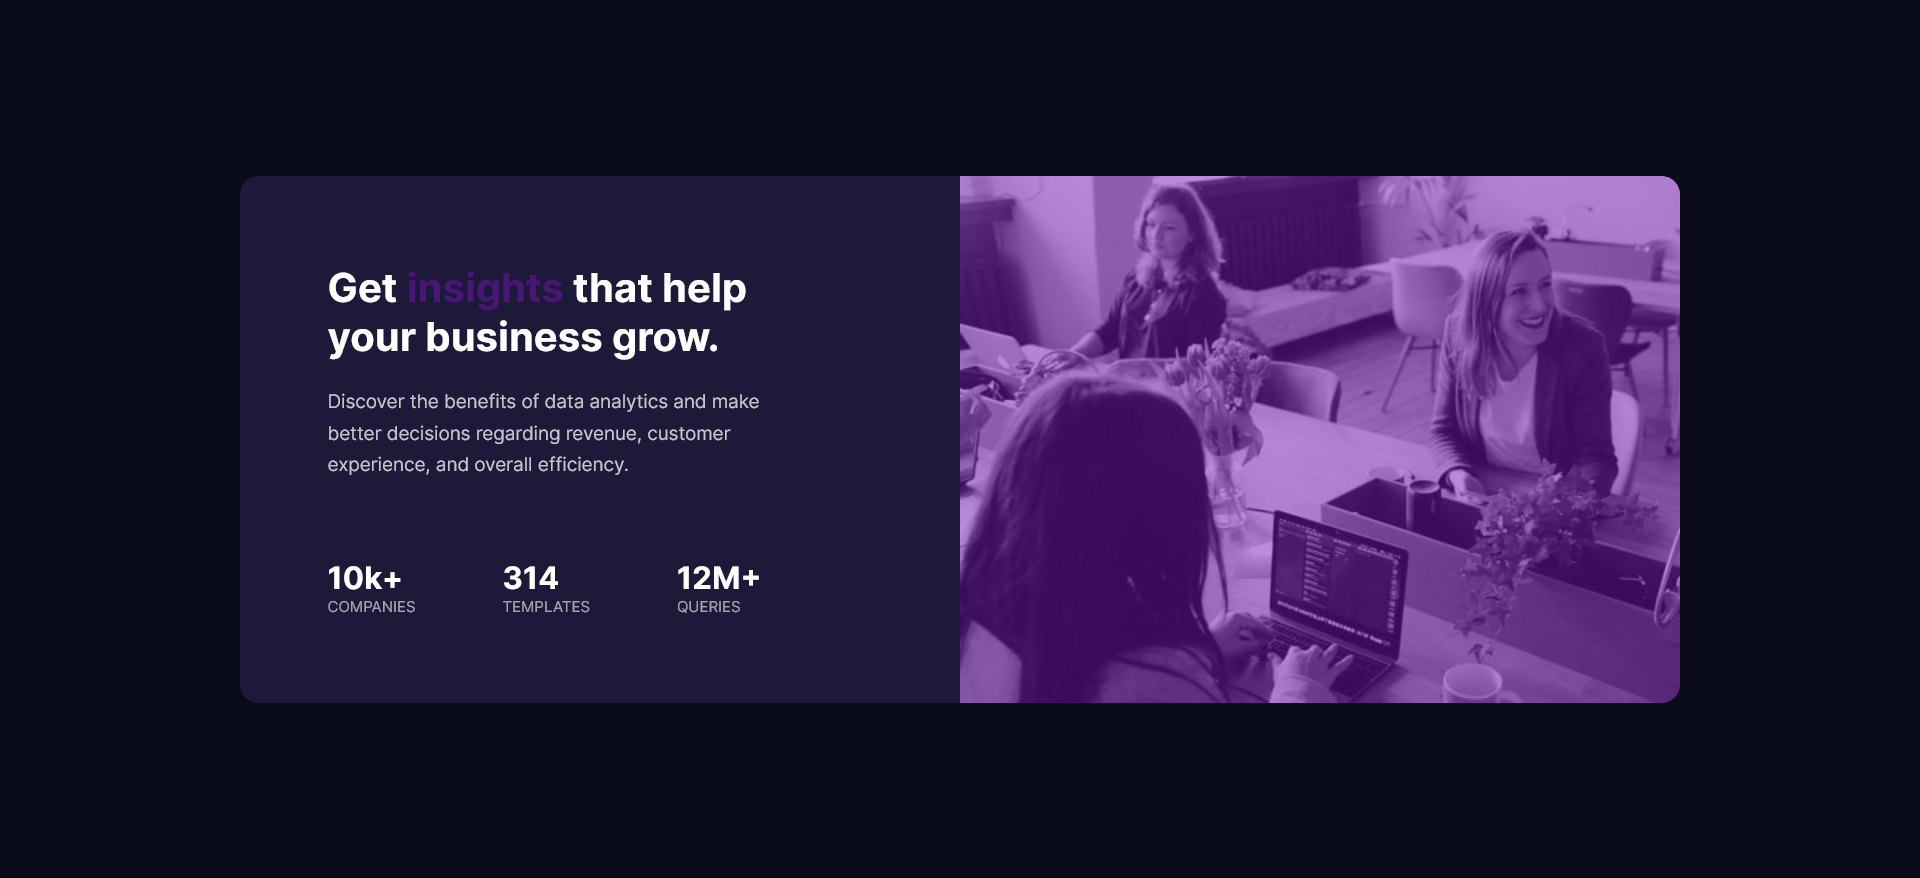 Get insights that help
your business grow.
Discover the benefits of data analytics and make
better decisions regarding revenue, customer
experience, and overall efficiency.
10k+ 314 12M+
COMPANIES TEMPLATES QUERIES